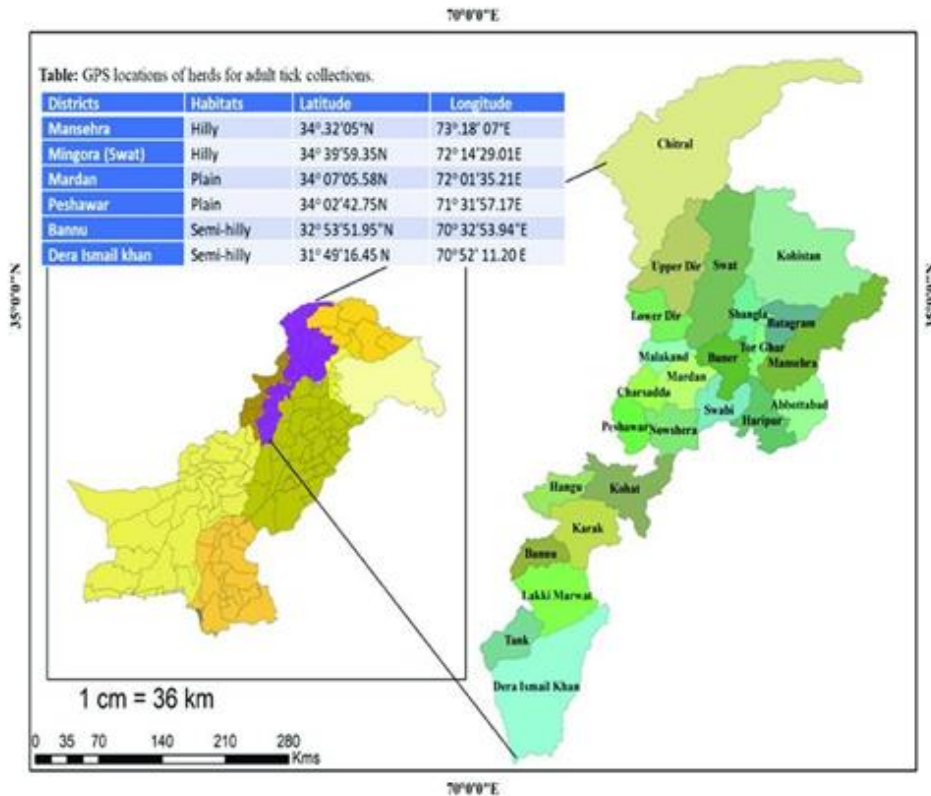 70°0'0"E
Table: GPS locations of herds for adult tick collections.
Districts Habitats Latitude Longitude
Mansehra Hilly 34°.32'05"N 73°.18' 07"E
Mingora (Swat) Hilly 34° 39'59.35N 72° 14'29.01E
Mardan Plain 34° 07'05.58N 72° 01'35.21E
Peshawar Plain 34° 02'42.75N 71° 31'57.17E
Bannu Semi-hilly 32° 53'51.95"N 70° 32'53.94"E
Dera Ismail khan Semi-hilly 31° 49'16.45 N 70° 52' 11.20 E
35°0'0"N
35°0'0"N
Chitral
Upper Dir
Swat
Kohistan
Lower Dir
Shangla
Batagram
Malakand
Buner
Tor Ghar
Mansehra
Charsadda
Mardan
Swabi
Abbottabad
Haripur
Peshawar
Nowshera
Hangu
Kohat
Karak
Bannu
Lakki Marwat
Tank
Dera Ismail Khan
1 cm = 36 km
0 35 70 140 210 280
Kms
70°0'0"E